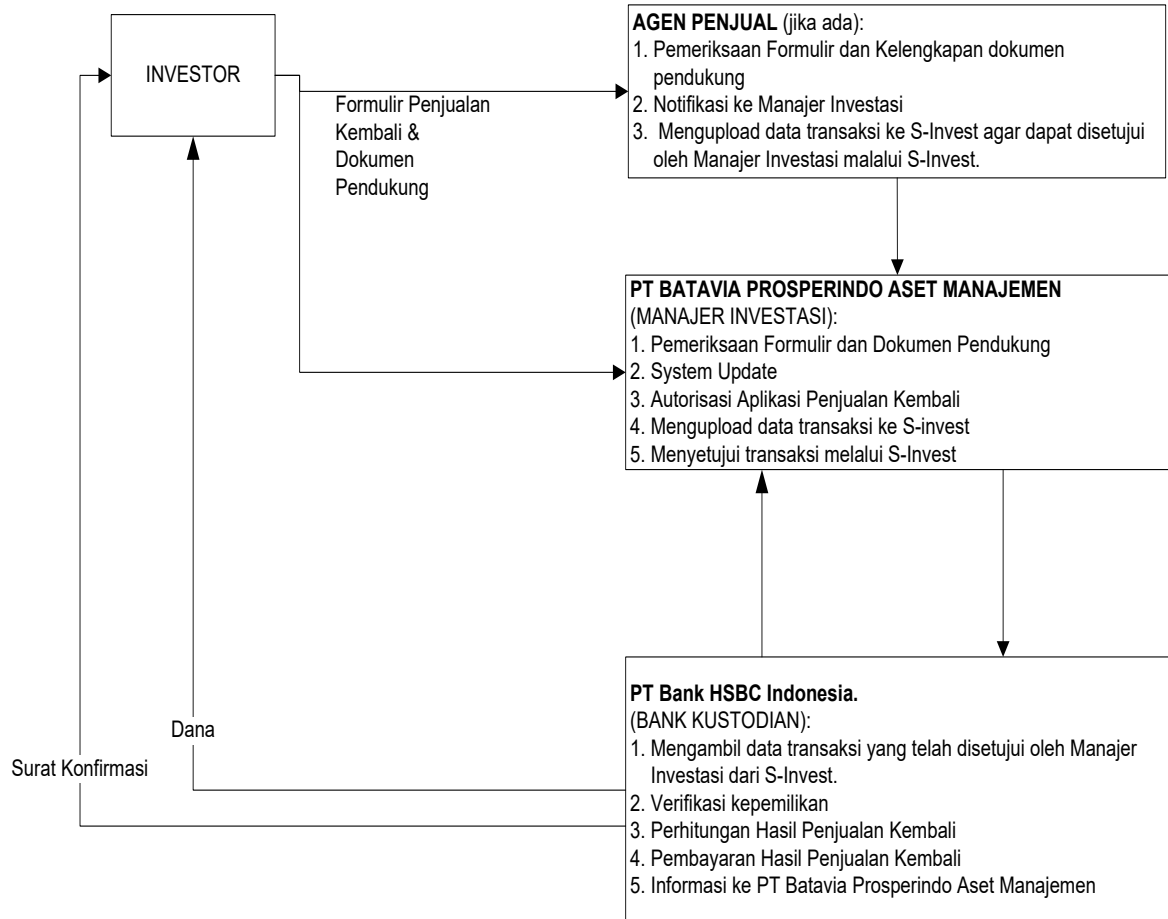 INVESTOR
Formulir Penjualan
Kembali &
Dokumen
Pendukung
AGEN PENJUAL (jika ada):
1. Pemeriksaan Formulir dan Kelengkapan dokumen
pendukung
2. Notifikasi ke Manajer Investasi
3. Mengupload data transaksi ke S-Invest agar dapat disetujui
oleh Manajer Investasi malalui S-Invest.
PT BATAVIA PROSPERINDO ASET MANAJEMEN
(MANAJER INVESTASI):
1. Pemeriksaan Formulir dan Dokumen Pendukung
2. System Update
3. Autorisasi Aplikasi Penjualan Kembali
4. Mengupload data transaksi ke S-invest
5. Menyetujui transaksi melalui S-Invest
PT Bank HSBC Indonesia.
(BANK KUSTODIAN):
1. Mengambil data transaksi yang telah disetujui oleh Manajer
Investasi dari S-Invest.
2. Verifikasi kepemilikan
3. Perhitungan Hasil Penjualan Kembali
4. Pembayaran Hasil Penjualan Kembali
5. Informasi ke PT Batavia Prosperindo Aset Manajemen
Dana
Surat Konfirmasi